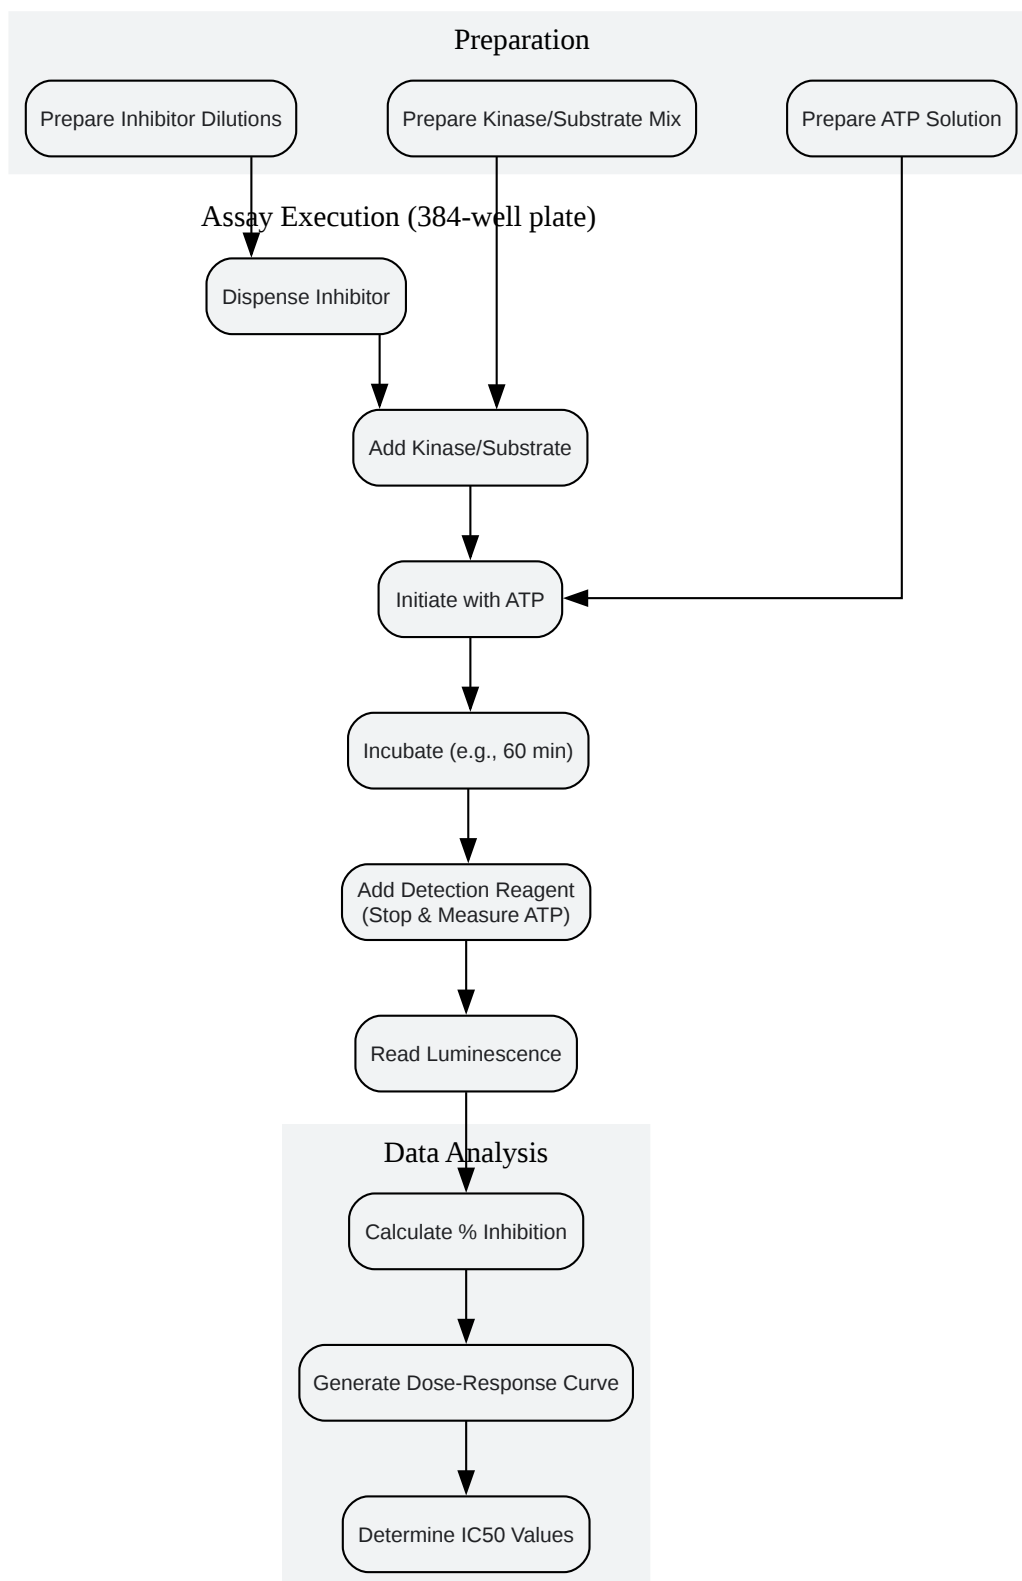 Preparation
Prepare Inhibitor Dilutions
Prepare Kinase/Substrate Mix
Prepare ATP Solution
Assay Execution (384-well plate)
Dispense Inhibitor
Add Kinase/Substrate
Initiate with ATP
Incubate (e.g., 60 min)
Add Detection Reagent
(Stop & Measure ATP)
Read Luminescence
Data Analysis
Calculate % Inhibition
Generate Dose-Response Curve
Determine IC50 Values